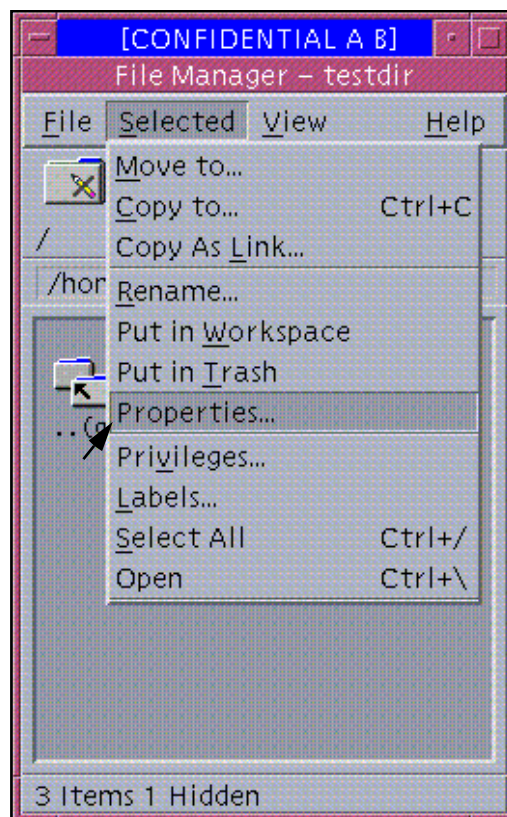 [CONFIDENTIAL A B]
File Manager – testdir
File Selected View Help
Move to...
Copy to... Ctrl+C
/
Copy As Link...
/hor
Rename...
Put in Workspace
Put in Trash
Properties...
..(g
Privileges...
Labels...
Select All Ctrl+/
Open Ctrl+\
3 Items 1 Hidden